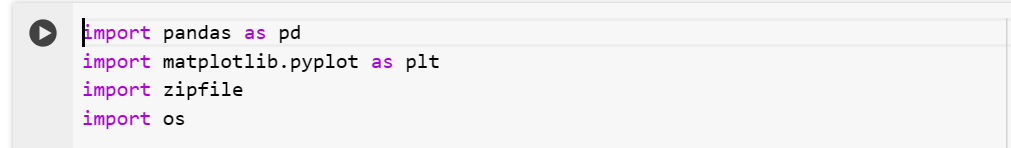 import pandas as pd
import matplotlib.pyplot as plt
import zipfile
import os